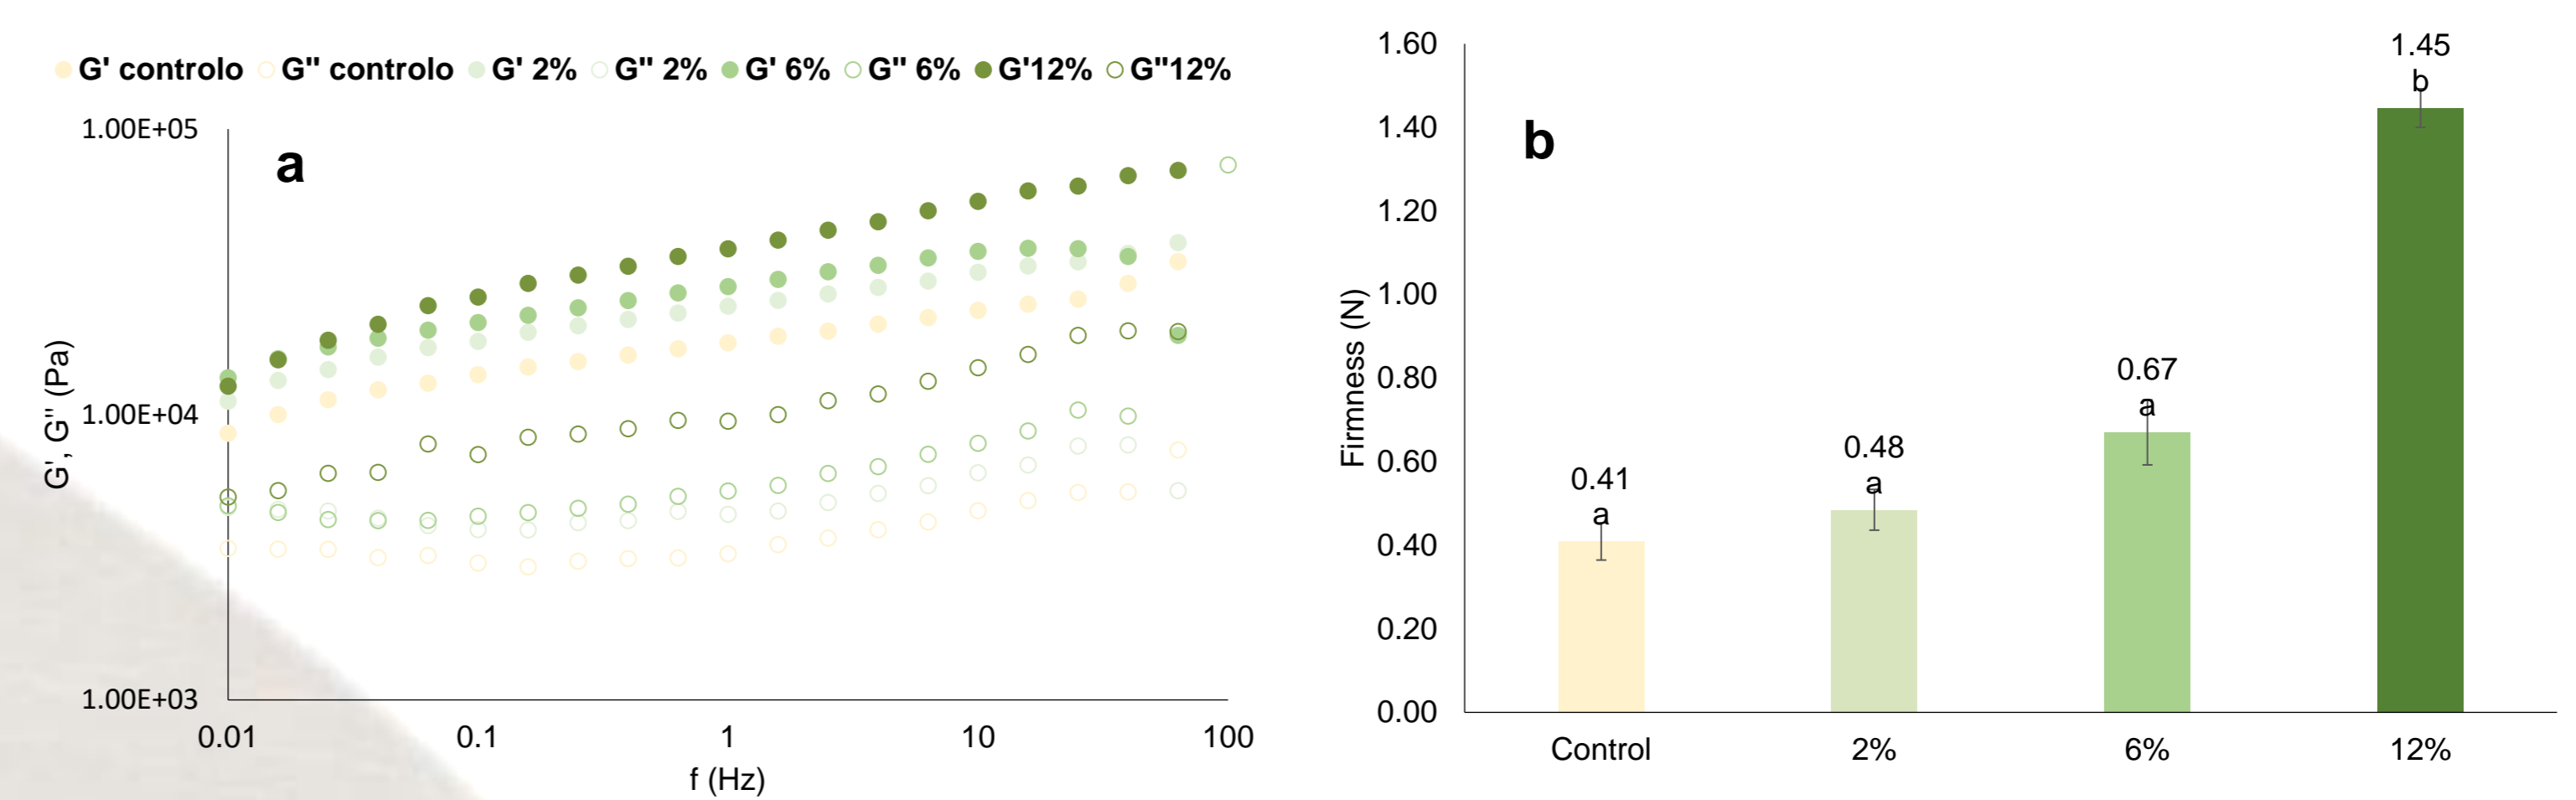 G' controlo G'' controlo G' 2% G'' 2% G' 6% G'' 6% G'12% G''12%
a
G', G'' (Pa)
1.00E+05
1.00E+04
1.00E+03
0.01 0.1 1 10 100
f (Hz)
b
Firmness (N)
1.60
1.40
1.20
1.00
0.80
0.60
0.40
0.20
0.00
0.41
a
0.48
a
0.67
a
1.45
b
Control 2% 6% 12%